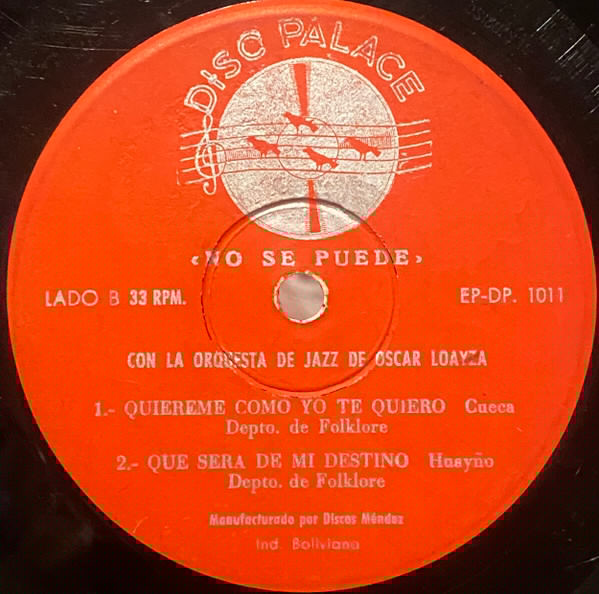 DISC PALACE
‹NO SE PUEDE›
LADO B 33 RPM.
EP-DP. 1011
CON LA ORQUESTA DE JAZZ DE OSCAR LOAYZA
1.- QUIEREME COMO YO TE QUIERO Cueca
Depto. de Folklore
2.- QUE SERA DE MI DESTINO Huayño
Depto. de Folklore
Manufacturado por Discos Méndez
Ind. Boliviana